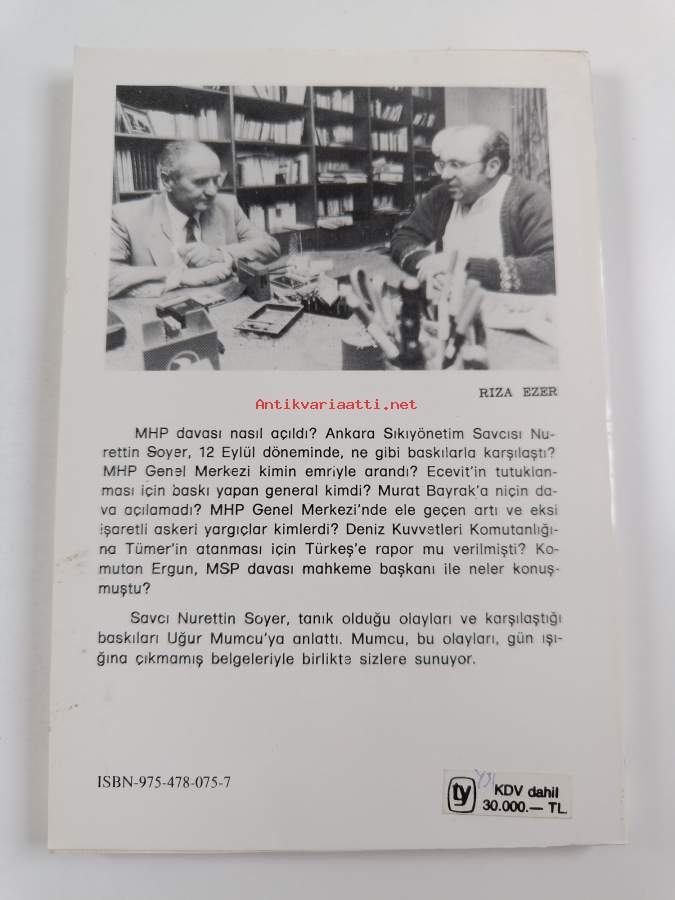 RIZA EZER
Antikvariaatti.net
MHP davası nasıl açıldı? Ankara Sıkıyönetim Savcısı Nu-
rettin Soyer, 12 Eylül döneminde, ne gibi baskılarla karşılaştı?
MHP Genel Merkezi kimin emriyle arandı? Ecevit'in tutuklan-
ması için baskı yapan general kimdi? Murat Bayrak'a niçin da-
va açılamadı? MHP Genel Merkezi'nde ele geçen artı ve eksi
işaretli askeri yargıçlar kimlerdi? Deniz Kuvvetleri Komutanlığı-
na Tümer'in atanması için Türkeş'e rapor mu verilmişti? Ko-
mutan Ergun, MSP davası mahkeme başkanı ile neler konuş-
muştu?
Savcı Nurettin Soyer, tanık olduğu olayları ve karşılaştığı
baskıları Uğur Mumcu'ya anlattı. Mumcu, bu olayları, gün ışı-
ğına çıkmamış belgeleriyle birlikte sizlere sunuyor.
ISBN-975-478-075-7
ty KDV dahil
30.000.— TL